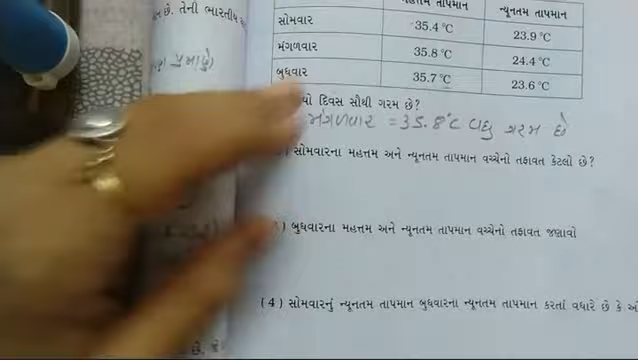 છે. તેની ભારતીય
મહત્તમ તાપમાન ન્યૂનતમ તાપમાન
સોમવાર 35.4 °C 23.9 °C
મંગળવાર 35.8 °C 24.4 °C
બુધવાર 35.7 °C 23.6 °C
દિવસ સૌથી ગરમ છે?
મંગળવાર = 35.8°C વધુ ગરમ છે
) સોમવારના મહત્તમ અને ન્યૂનતમ તાપમાન વચ્ચેનો તફાવત કેટલો છે?
) બુધવારના મહત્તમ અને ન્યૂનતમ તાપમાન વચ્ચેનો તફાવત જણાવો
(4) સોમવારનું ન્યૂનતમ તાપમાન બુધવારના ન્યૂનતમ તાપમાન કરતાં વધારે છે કે